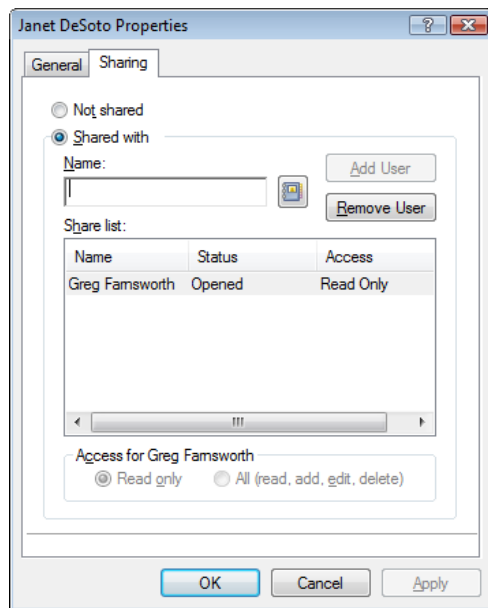 Janet DeSoto Properties
General Sharing
Not shared
Shared with
Name:
Add User
Remove User
Share list:
Name Status Access
Greg Farnsworth Opened Read Only
Access for Greg Farnsworth
Read only All (read, add, edit, delete)
OK Cancel Apply